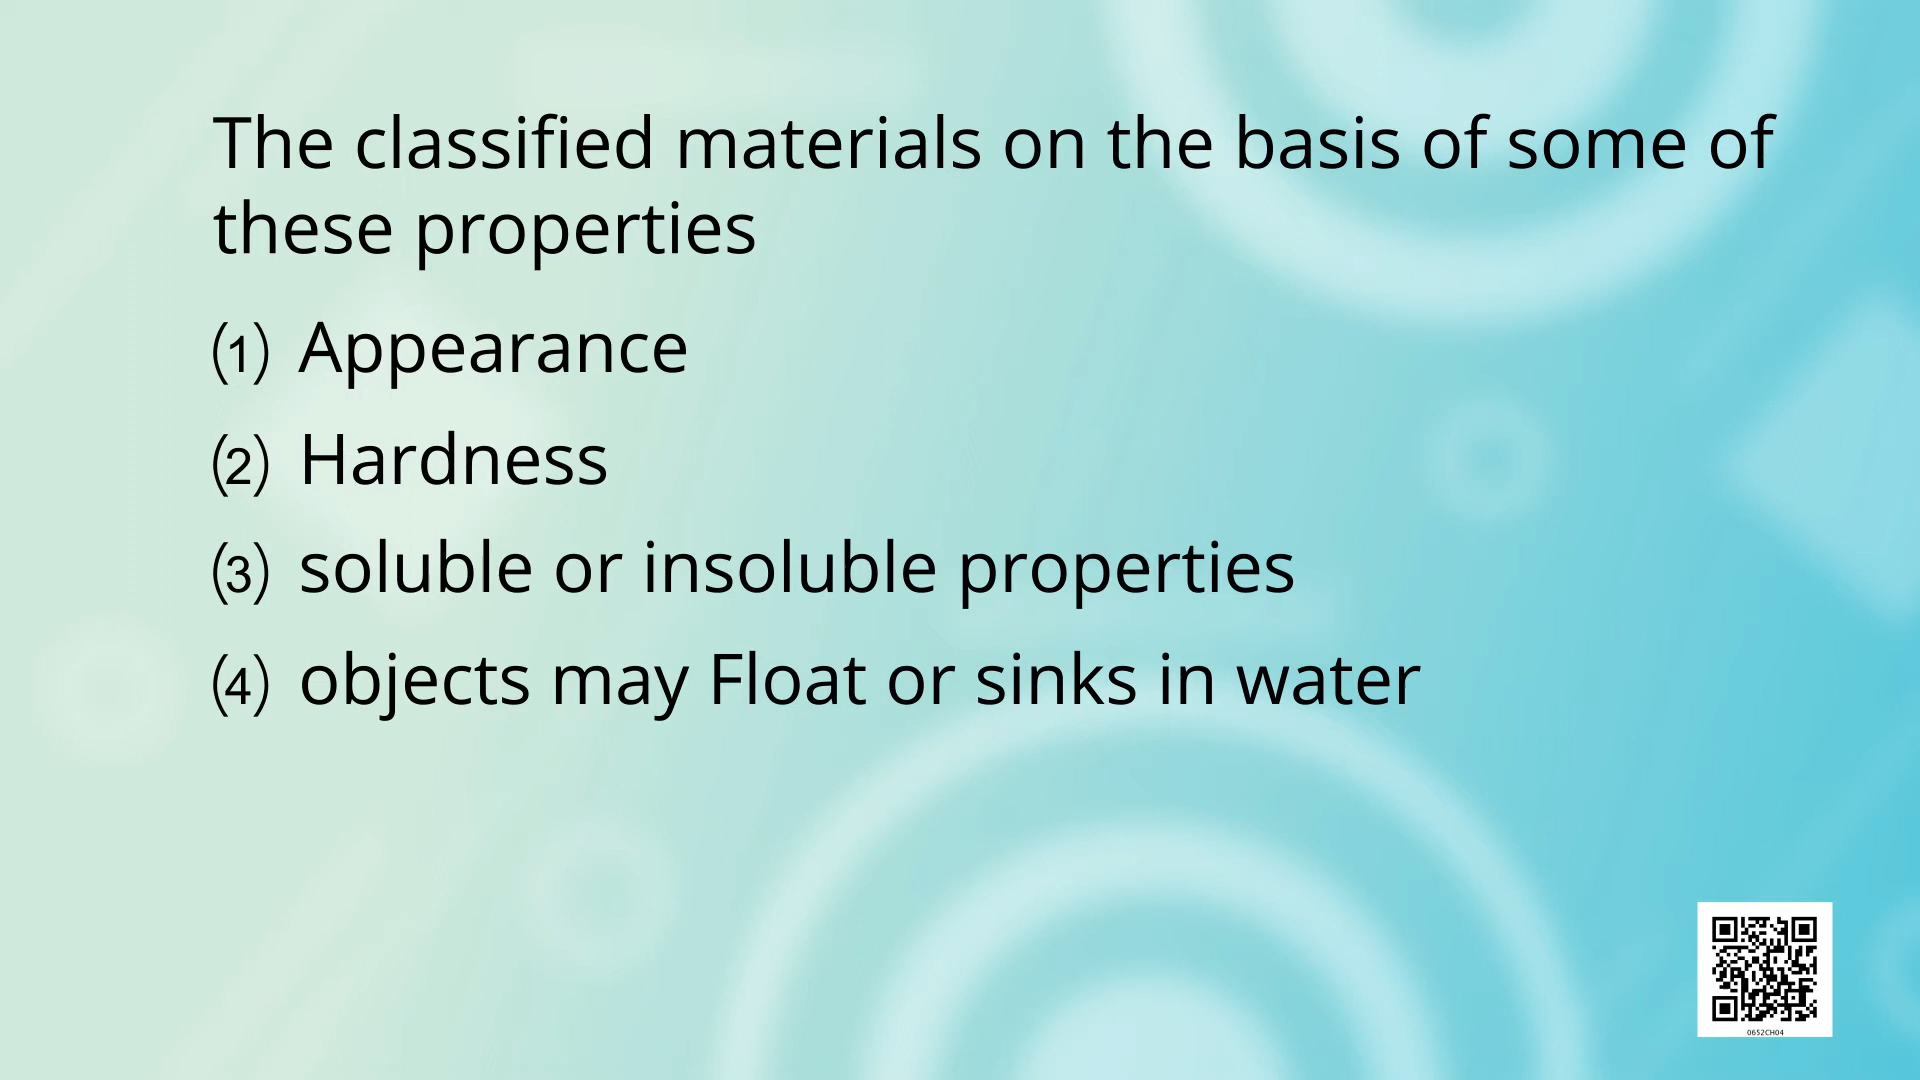 The classified materials on the basis of some of
these properties
⑴ Appearance
⑵ Hardness
⑶ soluble or insoluble properties
⑷ objects may Float or sinks in water
0652CH04